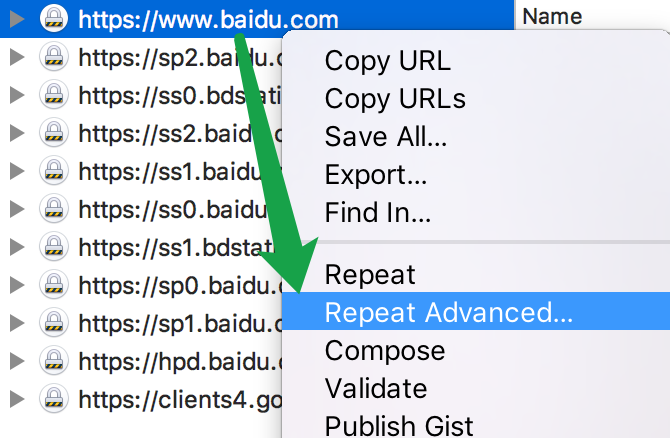 https://www.baidu.com
Name
https://sp2.baidu.c
https://ss0.bdstati
https://ss2.baidu.c
https://ss1.baidu
https://ss0.baidu
https://ss1.bdstat
https://sp0.baidu.c
https://sp1.baidu.c
https://hpd.baidu.c
https://clients4.go
Copy URL
Copy URLs
Save All...
Export...
Find In...
Repeat
Repeat Advanced...
Compose
Validate
Publish Gist